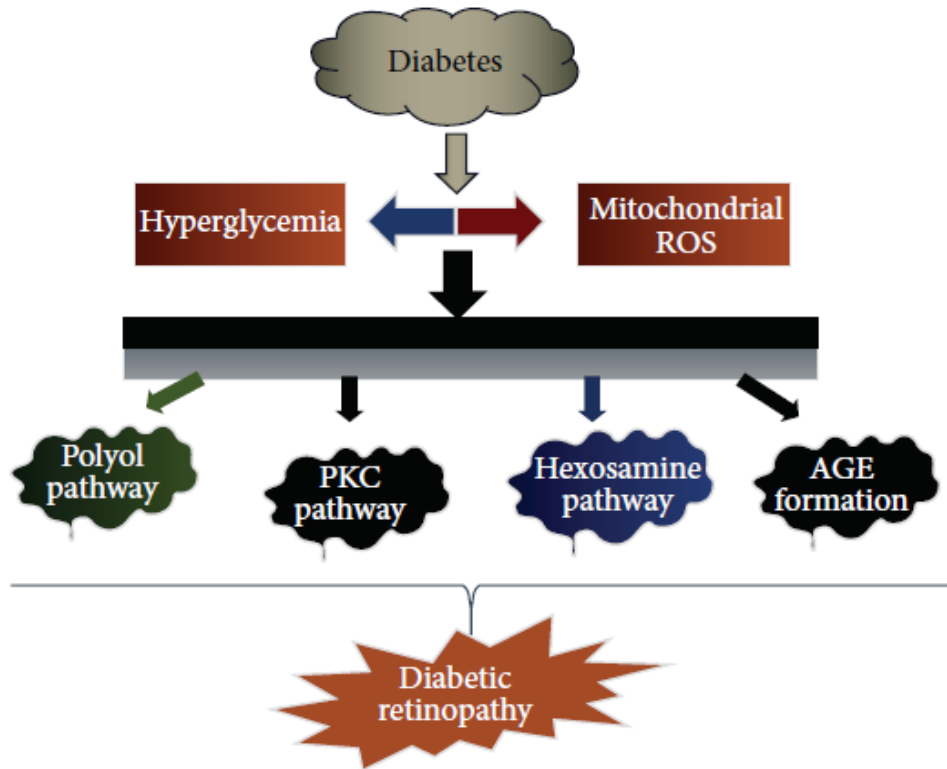 Diabetes
Hyperglycemia
Mitochondrial
ROS
Polyol
pathway
PKC
pathway
Hexosamine
pathway
AGE
formation
Diabetic
retinopathy